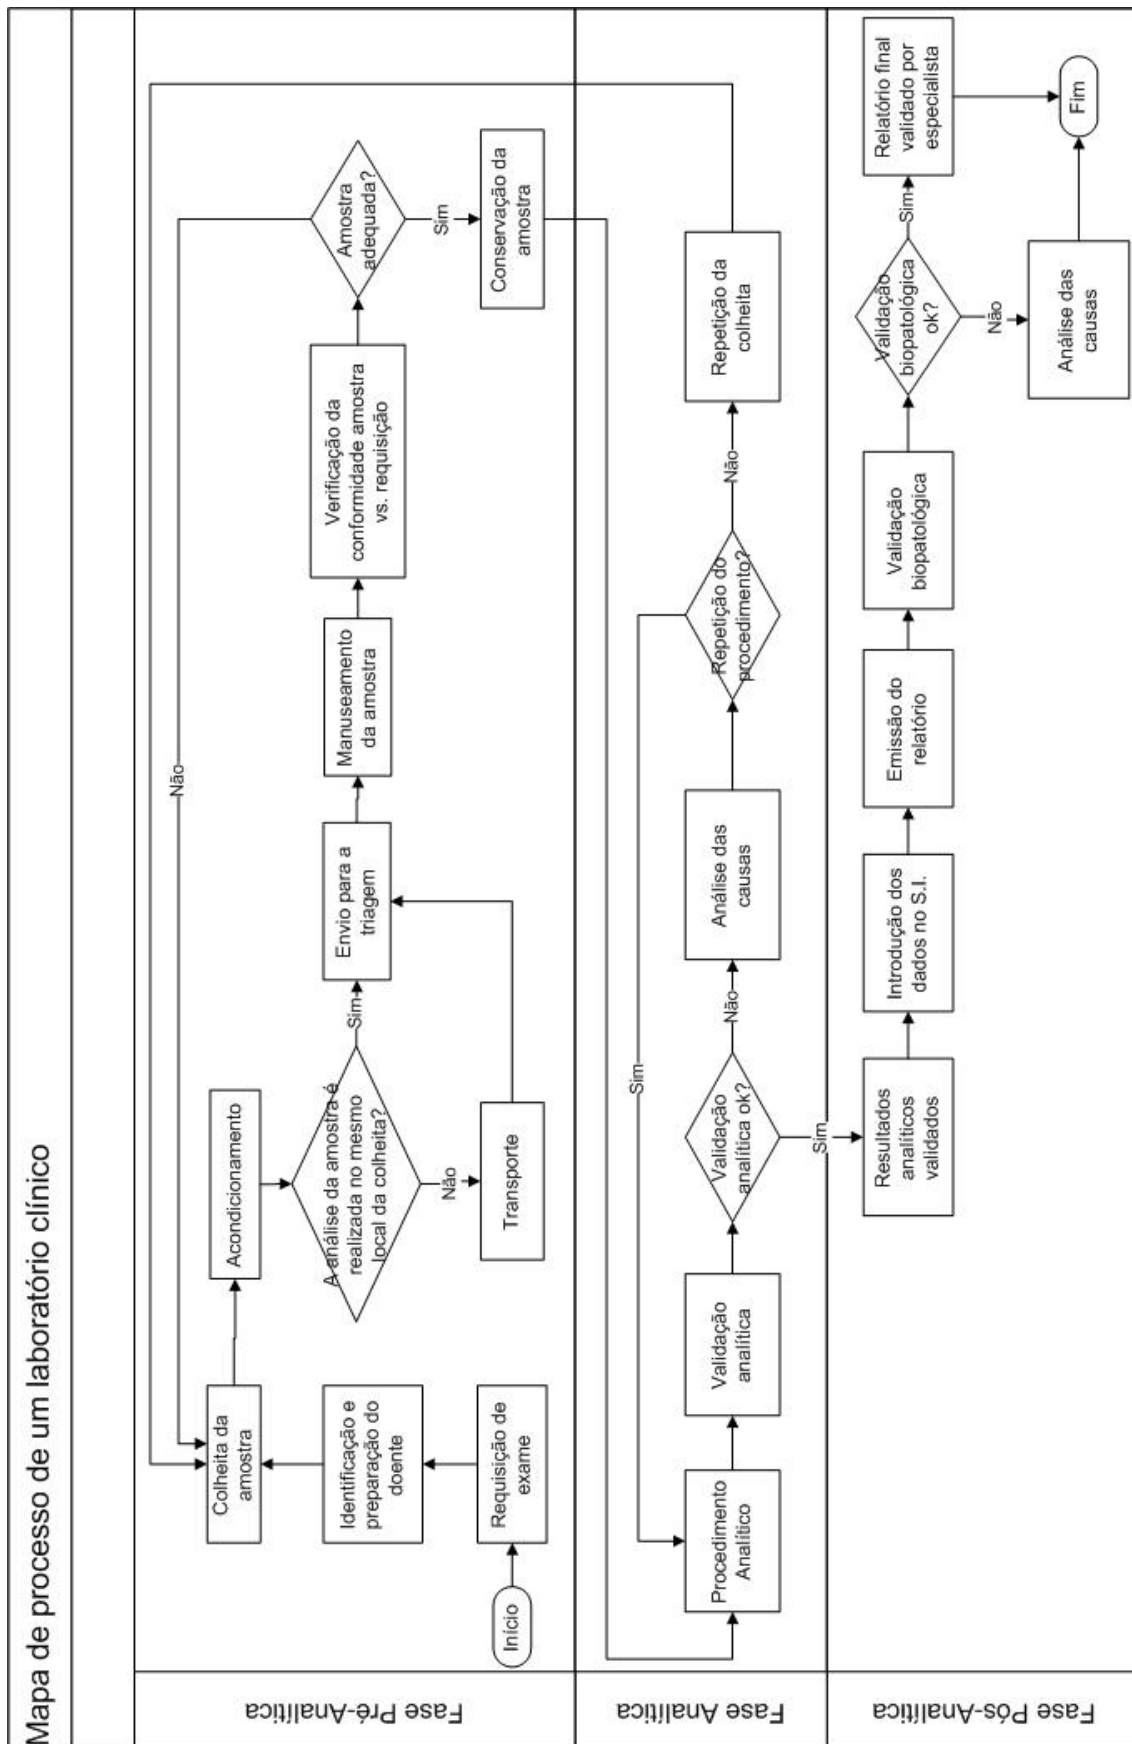 Mapa de processo de um laboratório clínico
Fase Pré-Analítica
Início
Requisição de
exame
Identificação e
preparação do
doente
Colheita da
amostra
Acondicionamento
A análise da amostra é
realizada no mesmo
local da colheita?
Não
Transporte
Sim
Envio para a
triagem
Manuseamento
da amostra
Verificação da
conformidade amostra
vs. requisição
Amostra
adequada?
Não
Sim
Conservação da
amostra
Fase Analítica
Procedimento
Analítico
Validação
analítica
Validação
analítica ok?
Sim
Não
Análise das
causas
Repetição do
procedimento?
Sim
Não
Repetição da
colheita
Fase Pós-Analítica
Resultados
analíticos
validados
Introdução dos
dados no S.I.
Emissão do
relatório
Validação
biopatológica
Validação
biopatológica
ok?
Sim
Não
Análise das
causas
Relatório final
validado por
especialista
Fim